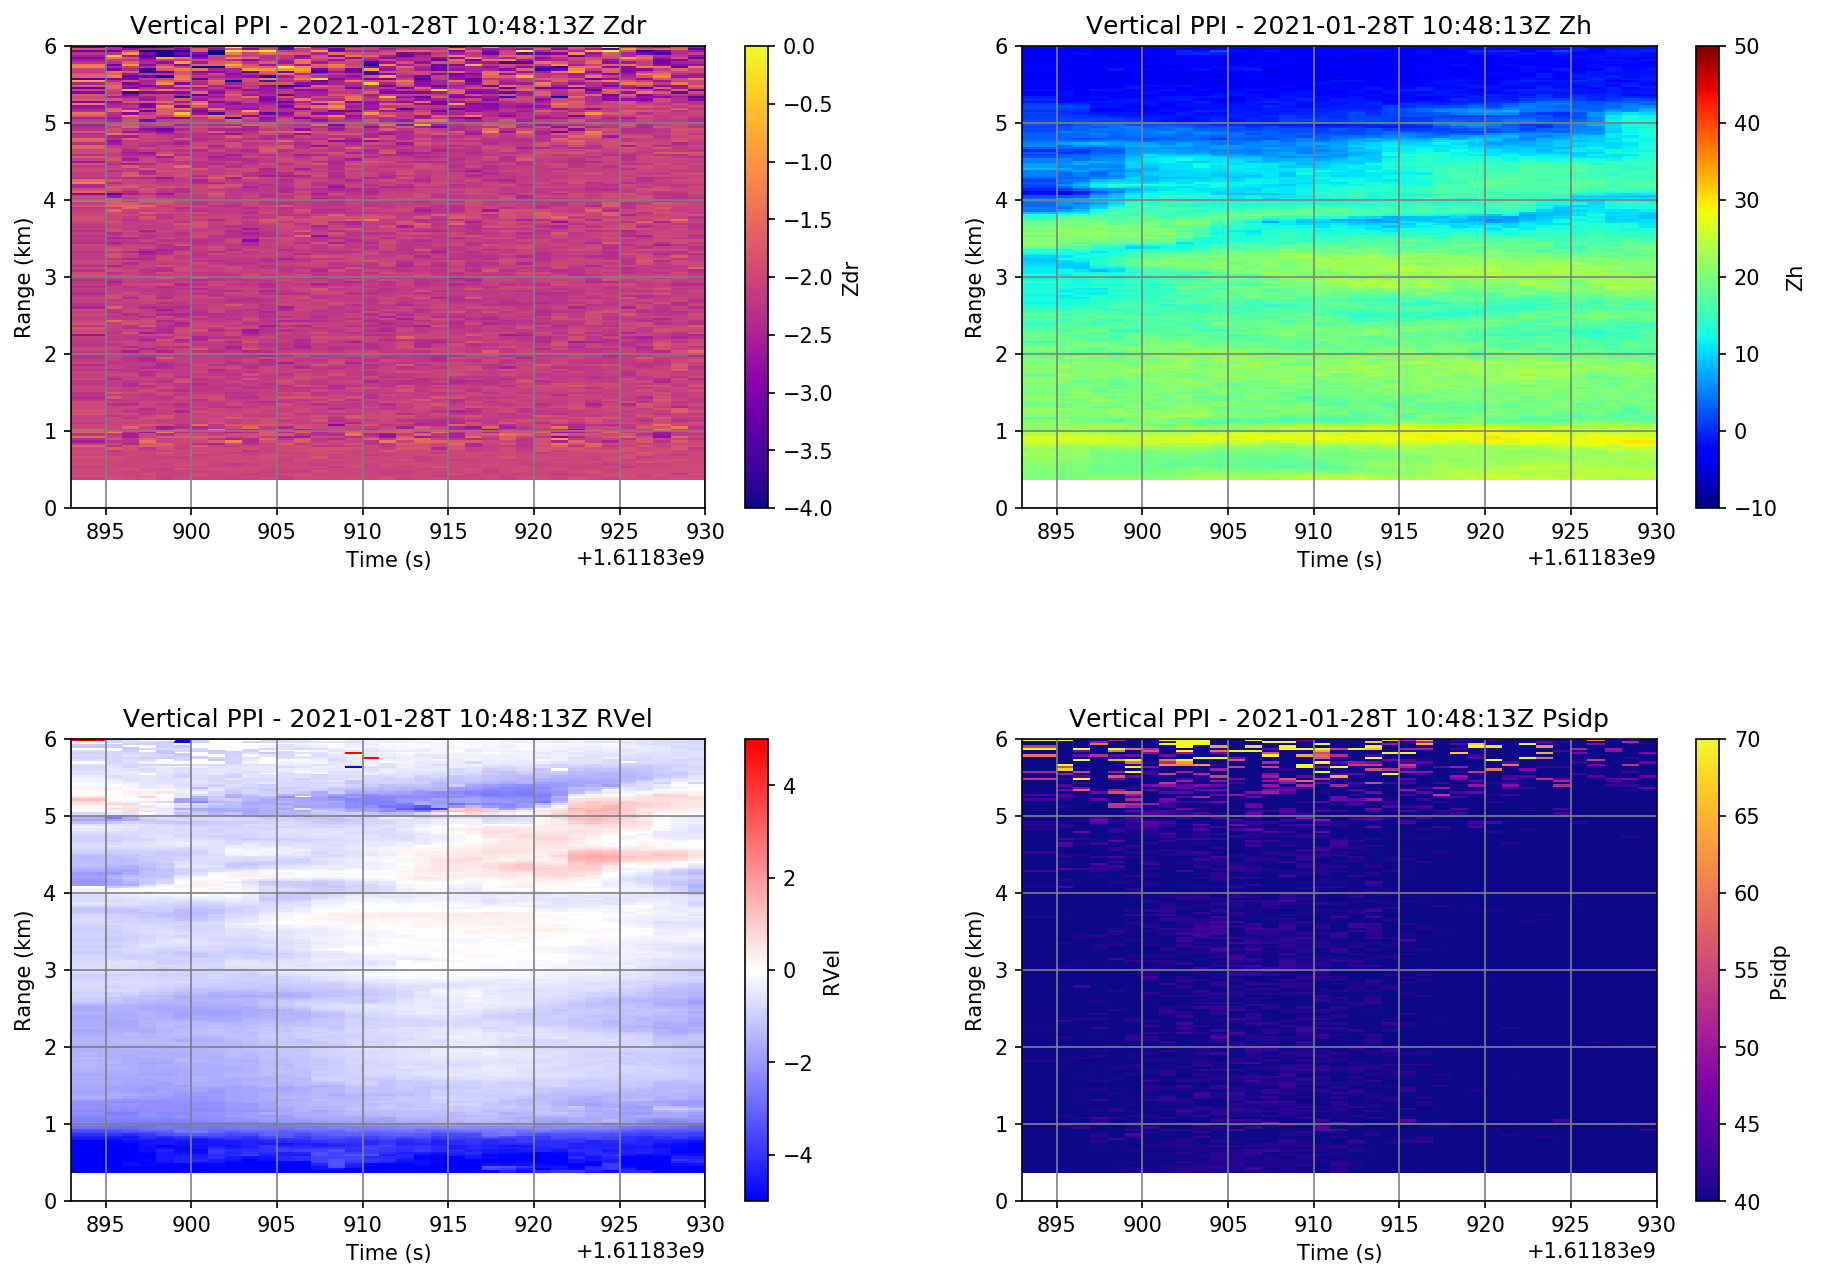 Vertical PPI - 2021-01-28T 10:48:13Z Zdr
6
5
4
3
2
1
0
Range (km)
895 900 905 910 915 920 925 930
Time (s)
+1.61183e9
0.0
−0.5
−1.0
−1.5
−2.0
−2.5
−3.0
−3.5
−4.0
Zdr
Vertical PPI - 2021-01-28T 10:48:13Z Zh
6
5
4
3
2
1
0
Range (km)
895 900 905 910 915 920 925 930
Time (s)
+1.61183e9
50
40
30
20
10
0
−10
Zh
Vertical PPI - 2021-01-28T 10:48:13Z RVel
6
5
4
3
2
1
0
Range (km)
895 900 905 910 915 920 925 930
Time (s)
+1.61183e9
4
2
0
−2
−4
RVel
Vertical PPI - 2021-01-28T 10:48:13Z Psidp
6
5
4
3
2
1
0
Range (km)
895 900 905 910 915 920 925 930
Time (s)
+1.61183e9
70
65
60
55
50
45
40
Psidp